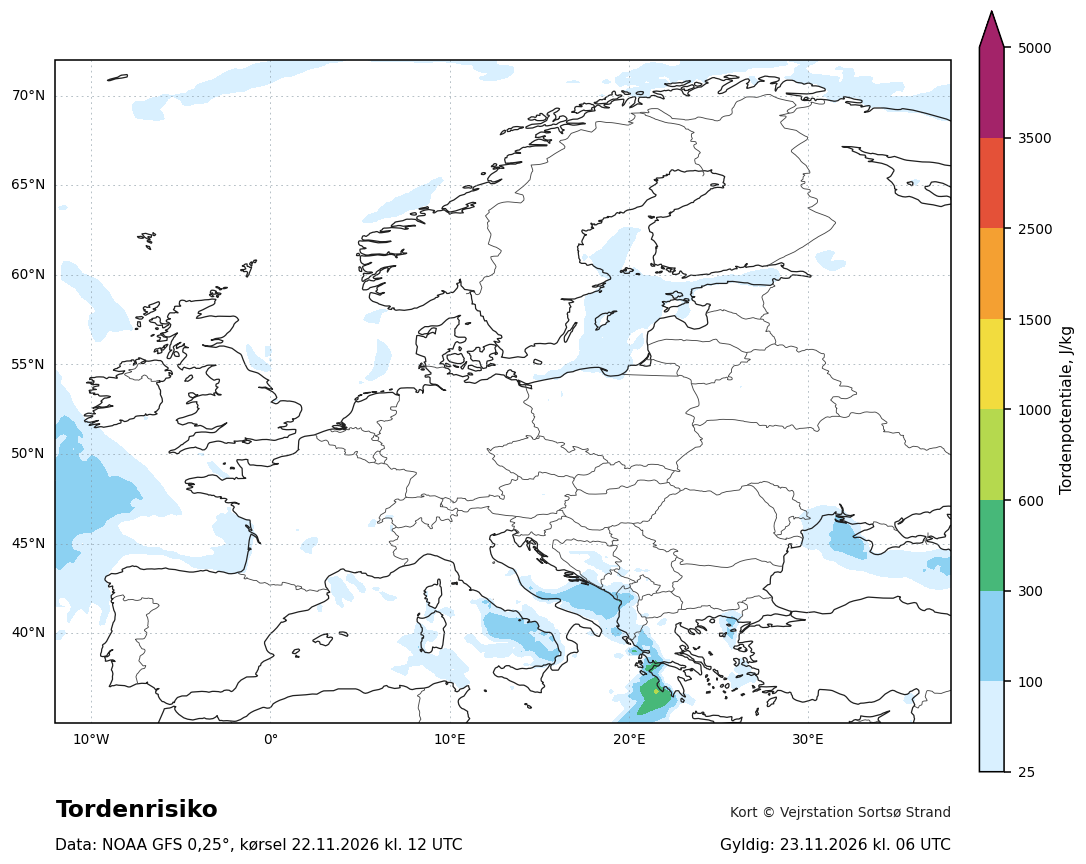 70°N
65°N
60°N
55°N
50°N
45°N
40°N
10°W
0°
10°E
20°E
30°E
5000
3500
2500
1500
1000
600
300
100
25
Tordenpotentiale, J/kg
Tordenrisiko
Kort © Vejrstation Sortsø Strand
Data: NOAA GFS 0,25°, kørsel 22.11.2026 kl. 12 UTC
Gyldig: 23.11.2026 kl. 06 UTC